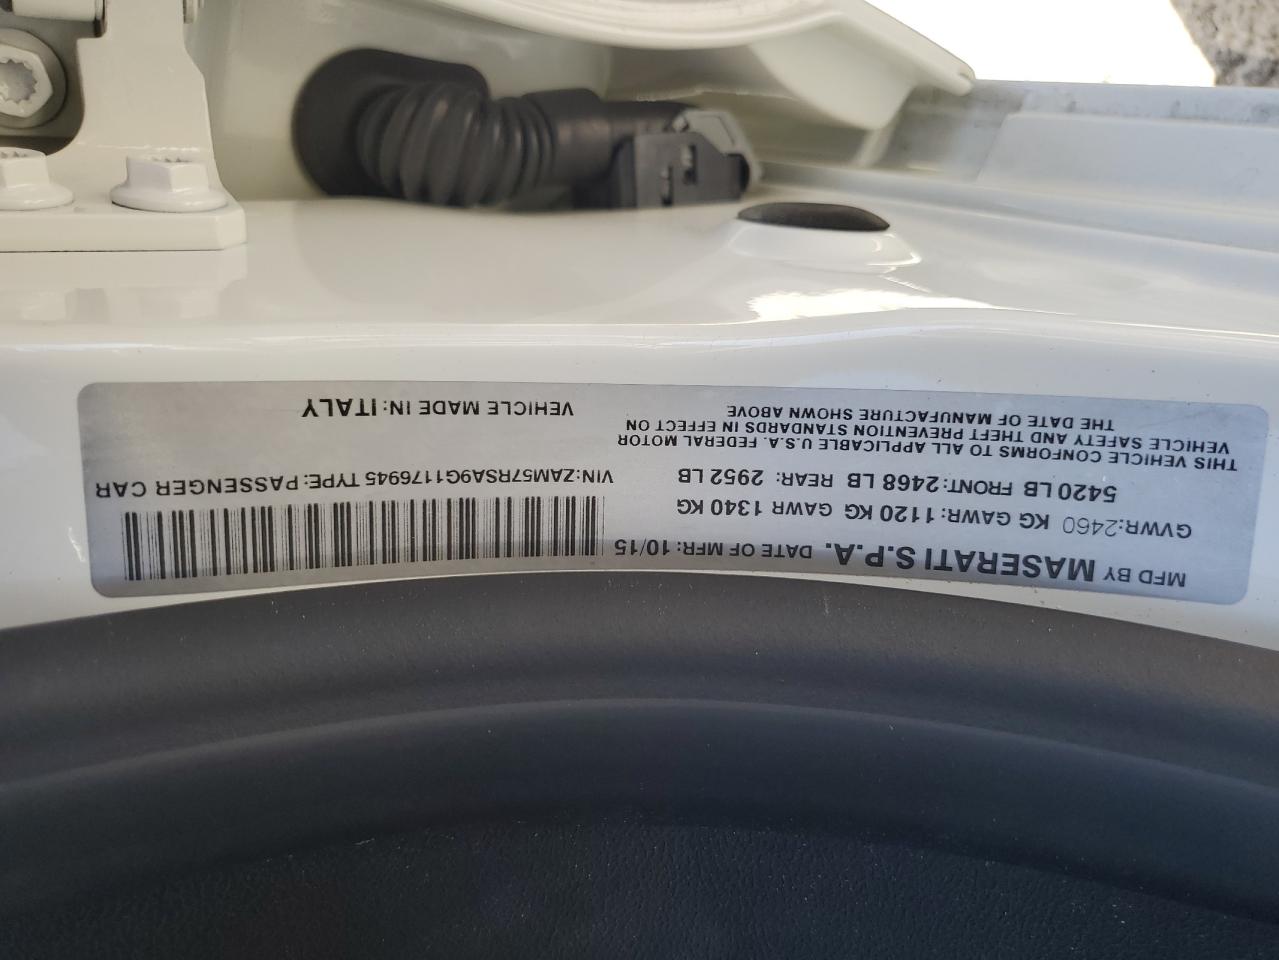 MFD BY MASERATI S.P.A. DATE OF MFR: 10/15
GVWR:2460 KG GAWR: 1120 KG GAWR 1340 KG
5420 LB FRONT: 2468 LB REAR: 2952 LB
THIS VEHICLE CONFORMS TO ALL APPLICABLE U.S.A. FEDERAL MOTOR
VEHICLE SAFETY AND THEFT PREVENTION STANDARDS IN EFFECT ON
THE DATE OF MANUFACTURE SHOWN ABOVE
VIN:ZAM57RSA9G1176945 TYPE: PASSENGER CAR
VEHICLE MADE IN: ITALY